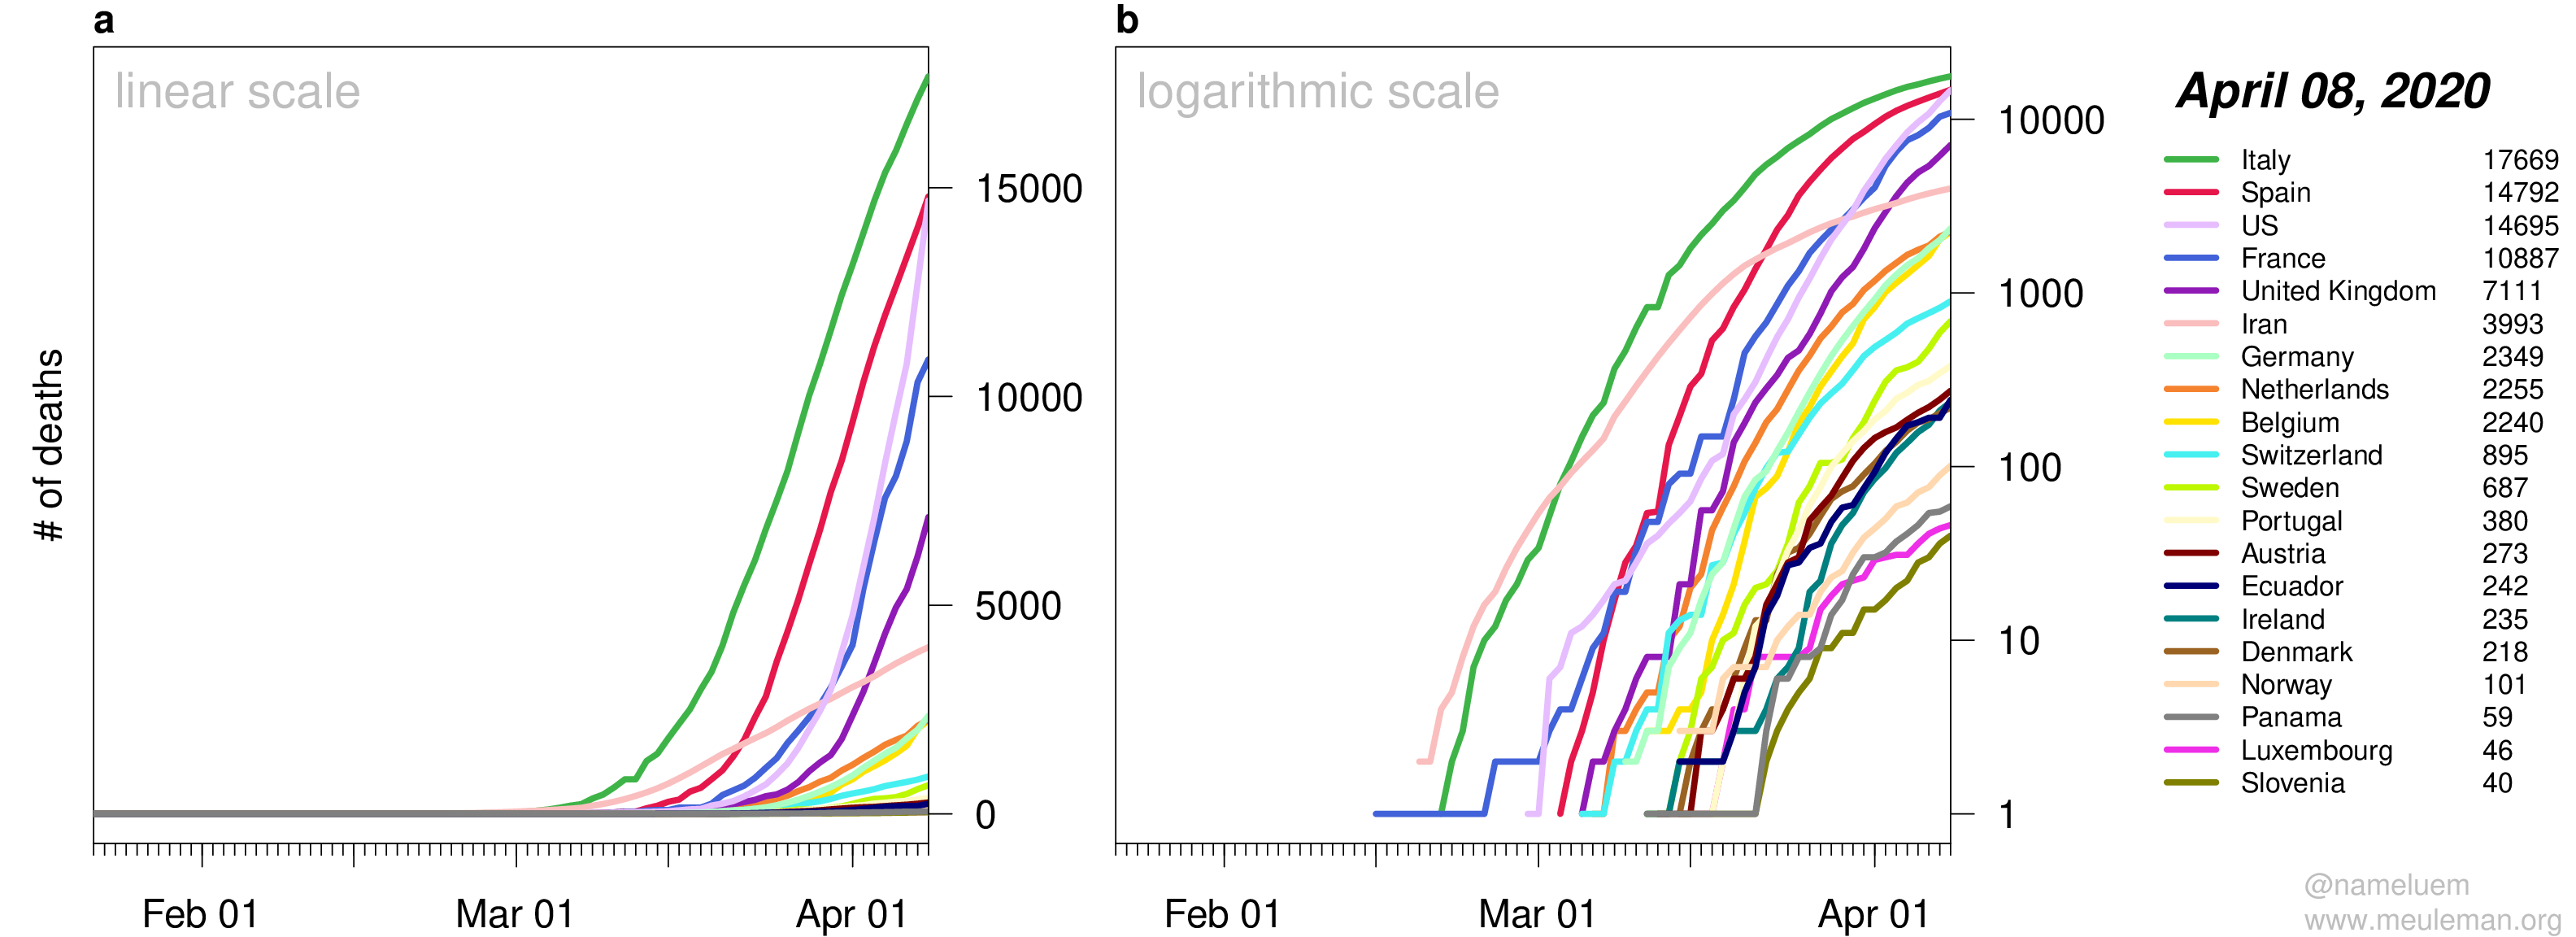 a
linear scale
# of deaths
15000
10000
5000
0
Feb 01 Mar 01 Apr 01
b
logarithmic scale
10000
1000
100
10
1
Feb 01 Mar 01 Apr 01
April 08, 2020
Italy 17669
Spain 14792
US 14695
France 10887
United Kingdom 7111
Iran 3993
Germany 2349
Netherlands 2255
Belgium 2240
Switzerland 895
Sweden 687
Portugal 380
Austria 273
Ecuador 242
Ireland 235
Denmark 218
Norway 101
Panama 59
Luxembourg 46
Slovenia 40
@nameluem
www.meuleman.org